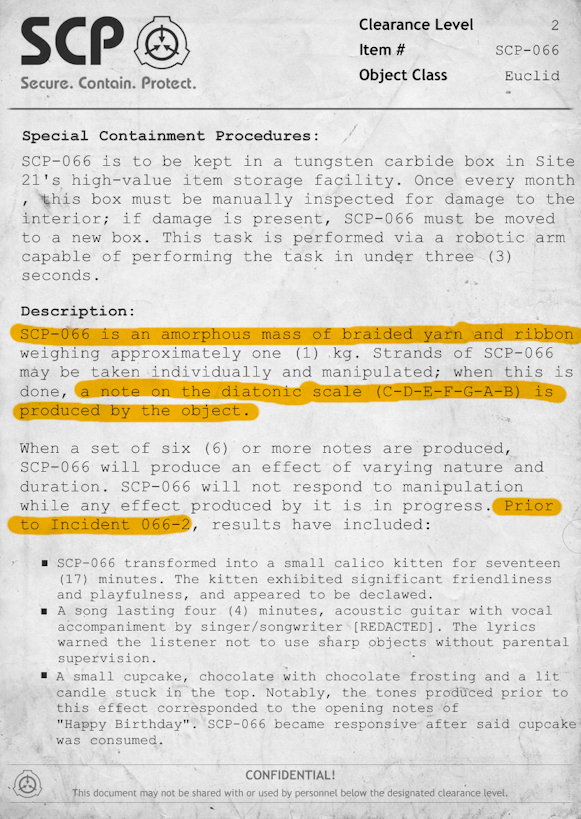 SCP
Secure. Contain. Protect.
Clearance Level 2
Item # SCP-066
Object Class Euclid
Special Containment Procedures:
SCP-066 is to be kept in a tungsten carbide box in Site
21's high-value item storage facility. Once every month
, this box must be manually inspected for damage to the
interior; if damage is present, SCP-066 must be moved
to a new box. This task is performed via a robotic arm
capable of performing the task in under three (3)
seconds.
Description:
SCP-066 is an amorphous mass of braided yarn and ribbon
weighing approximately one (1) kg. Strands of SCP-066
may be taken individually and manipulated; when this is
done, a note on the diatonic scale (C-D-E-F-G-A-B) is
produced by the object.
When a set of six (6) or more notes are produced,
SCP-066 will produce an effect of varying nature and
duration. SCP-066 will not respond to manipulation
while any effect produced by it is in progress. Prior
to Incident 066-2, results have included:
▪ SCP-066 transformed into a small calico kitten for seventeen
(17) minutes. The kitten exhibited significant friendliness
and playfulness, and appeared to be declawed.
▪ A song lasting four (4) minutes, acoustic guitar with vocal
accompaniment by singer/songwriter [REDACTED]. The lyrics
warned the listener not to use sharp objects without parental
supervision.
▪ A small cupcake, chocolate with chocolate frosting and a lit
candle stuck in the top. Notably, the tones produced prior to
this effect corresponded to the opening notes of
"Happy Birthday". SCP-066 became responsive after said cupcake
was consumed.
CONFIDENTIAL!
This document may not be shared with or used by personnel below the designated clearance level.